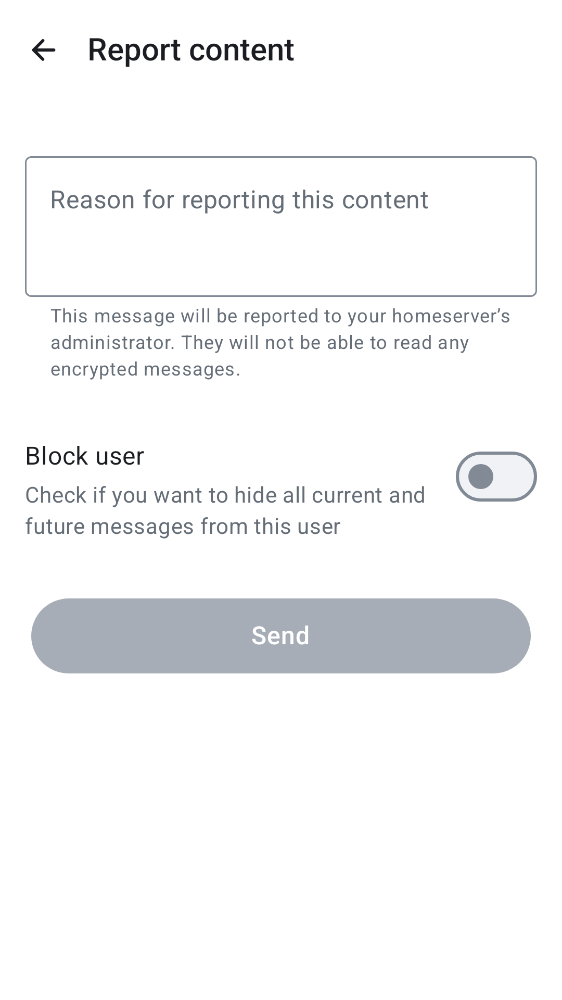 Report content
Reason for reporting this content
This message will be reported to your homeserver’s
administrator. They will not be able to read any
encrypted messages.
Block user
Check if you want to hide all current and
future messages from this user
Send